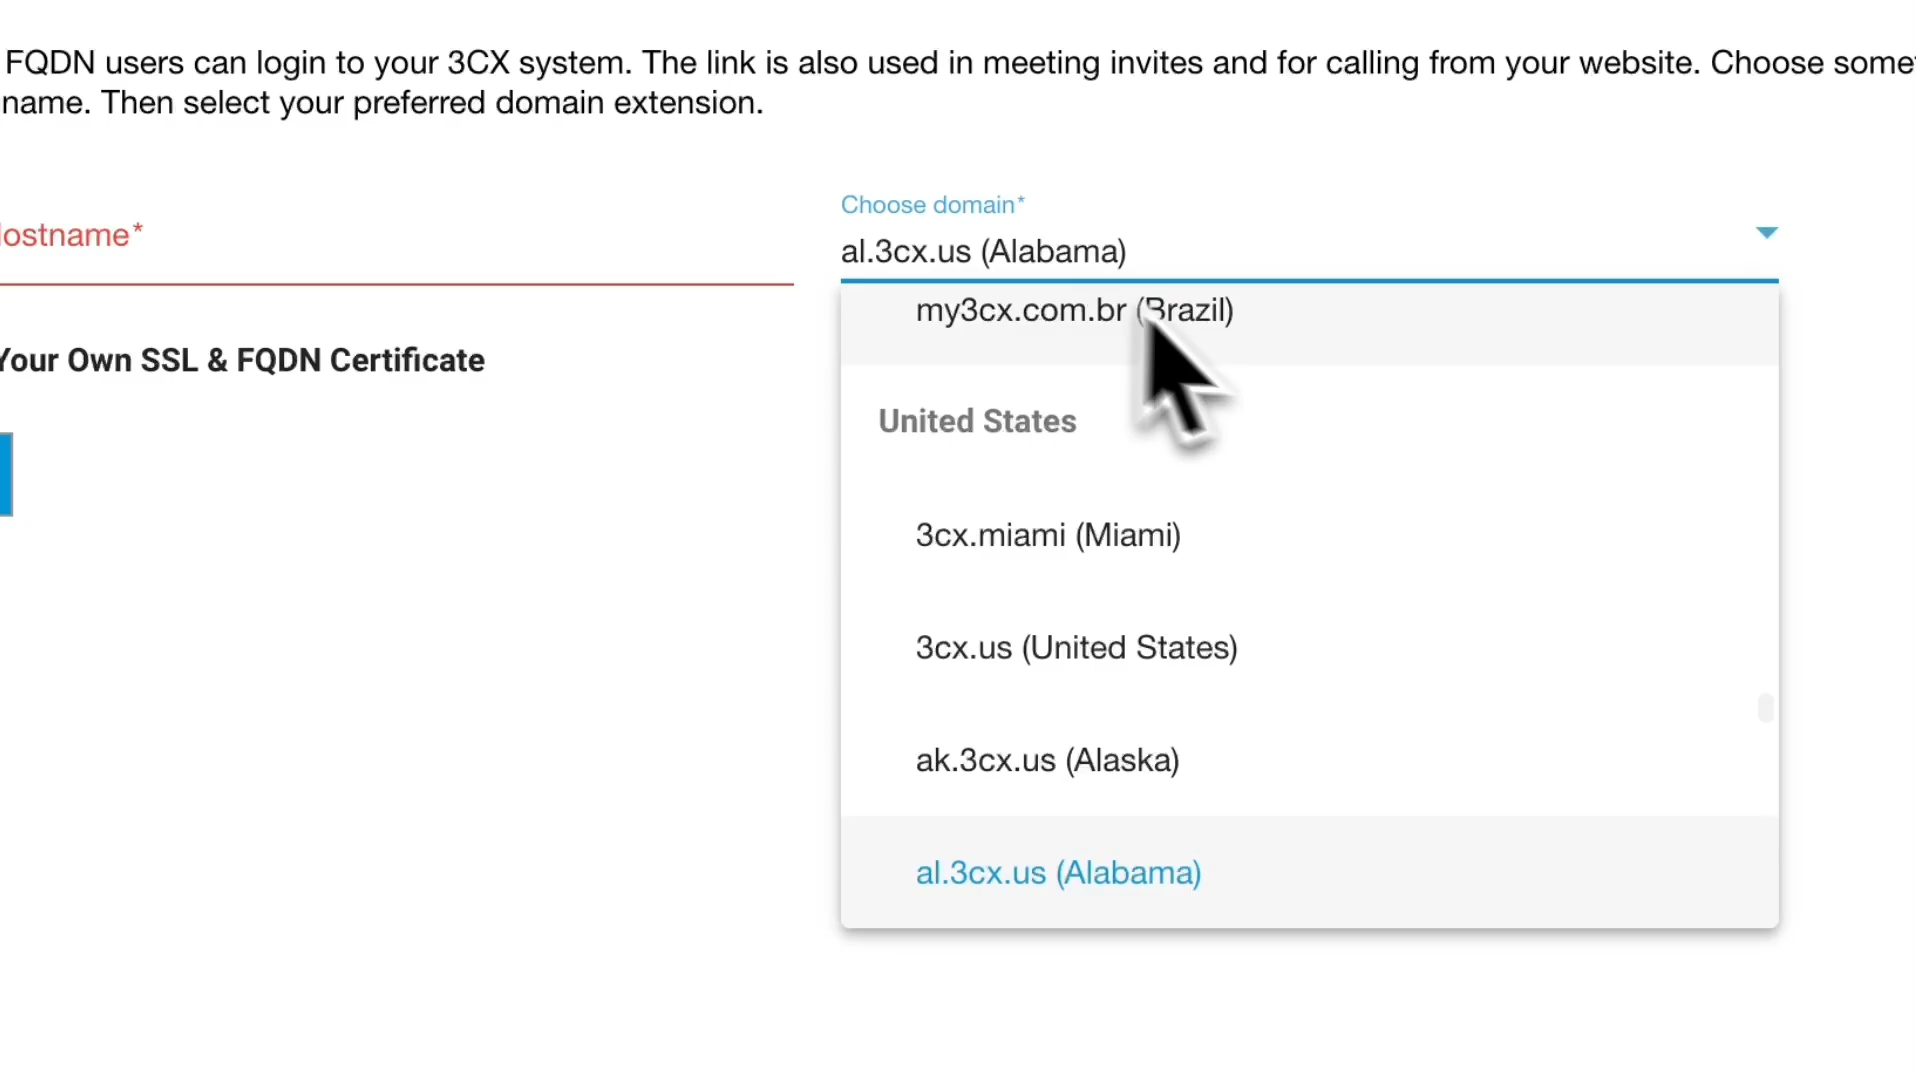 FQDN users can login to your 3CX system. The link is also used in meeting invites and for calling from your website. Choose
name. Then select your preferred domain extension.
Choose domain*
al.3cx.us (Alabama)
ostname*
my3cx.com.br (Brazil)
Your Own SSL & FQDN Certificate
United States
3cx.miami (Miami)
3cx.us (United States)
ak.3cx.us (Alaska)
al.3cx.us (Alabama)